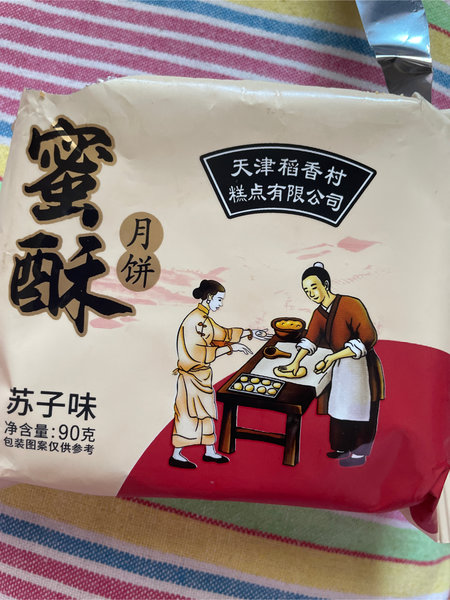 蜜酥
月饼
天津稻香村
糕点有限公司
苏子味
净含量:90克
包装图案仅供参考